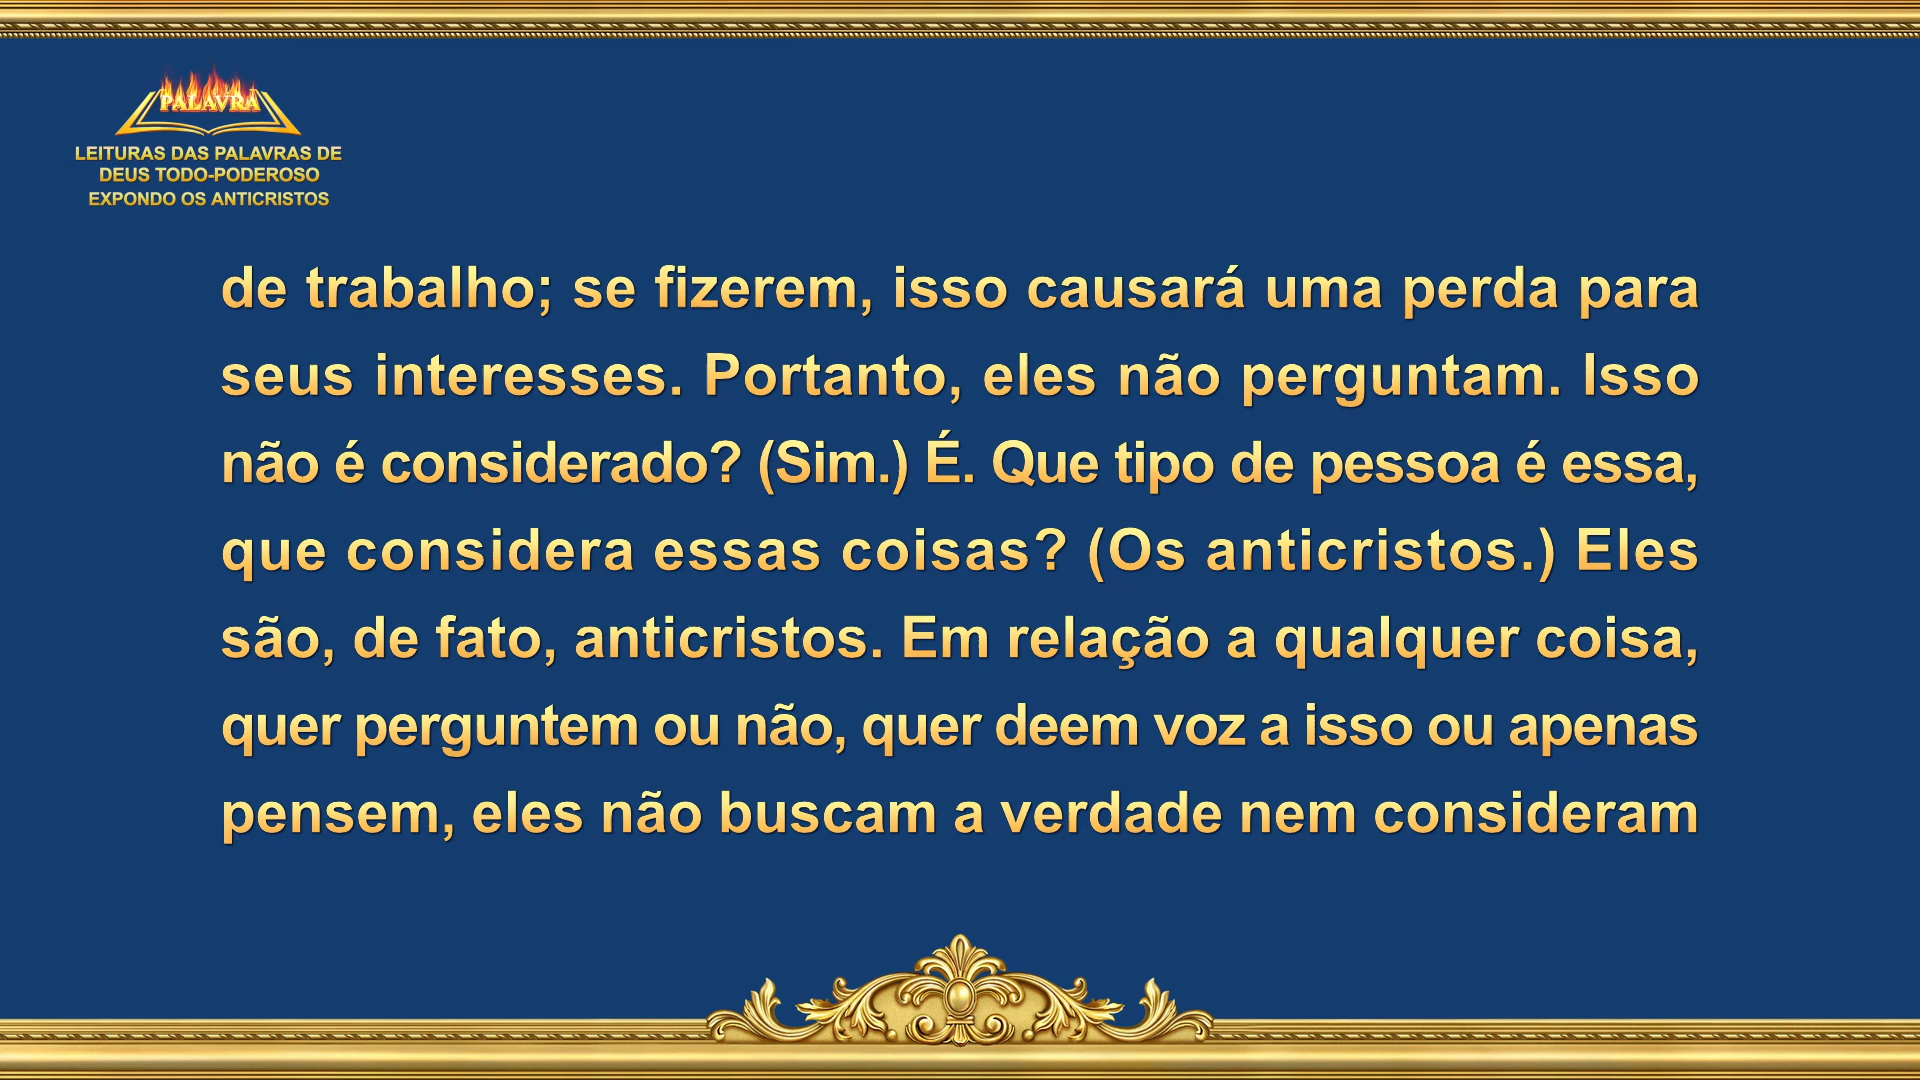 PALAVRA
LEITURAS DAS PALAVRAS DE
DEUS TODO-PODEROSO
EXPONDO OS ANTICRISTOS
de trabalho; se fizerem, isso causará uma perda para
seus interesses. Portanto, eles não perguntam. Isso
não é considerado? (Sim.) É. Que tipo de pessoa é essa,
que considera essas coisas? (Os anticristos.) Eles
são, de fato, anticristos. Em relação a qualquer coisa,
quer perguntem ou não, quer deem voz a isso ou apenas
pensem, eles não buscam a verdade nem consideram